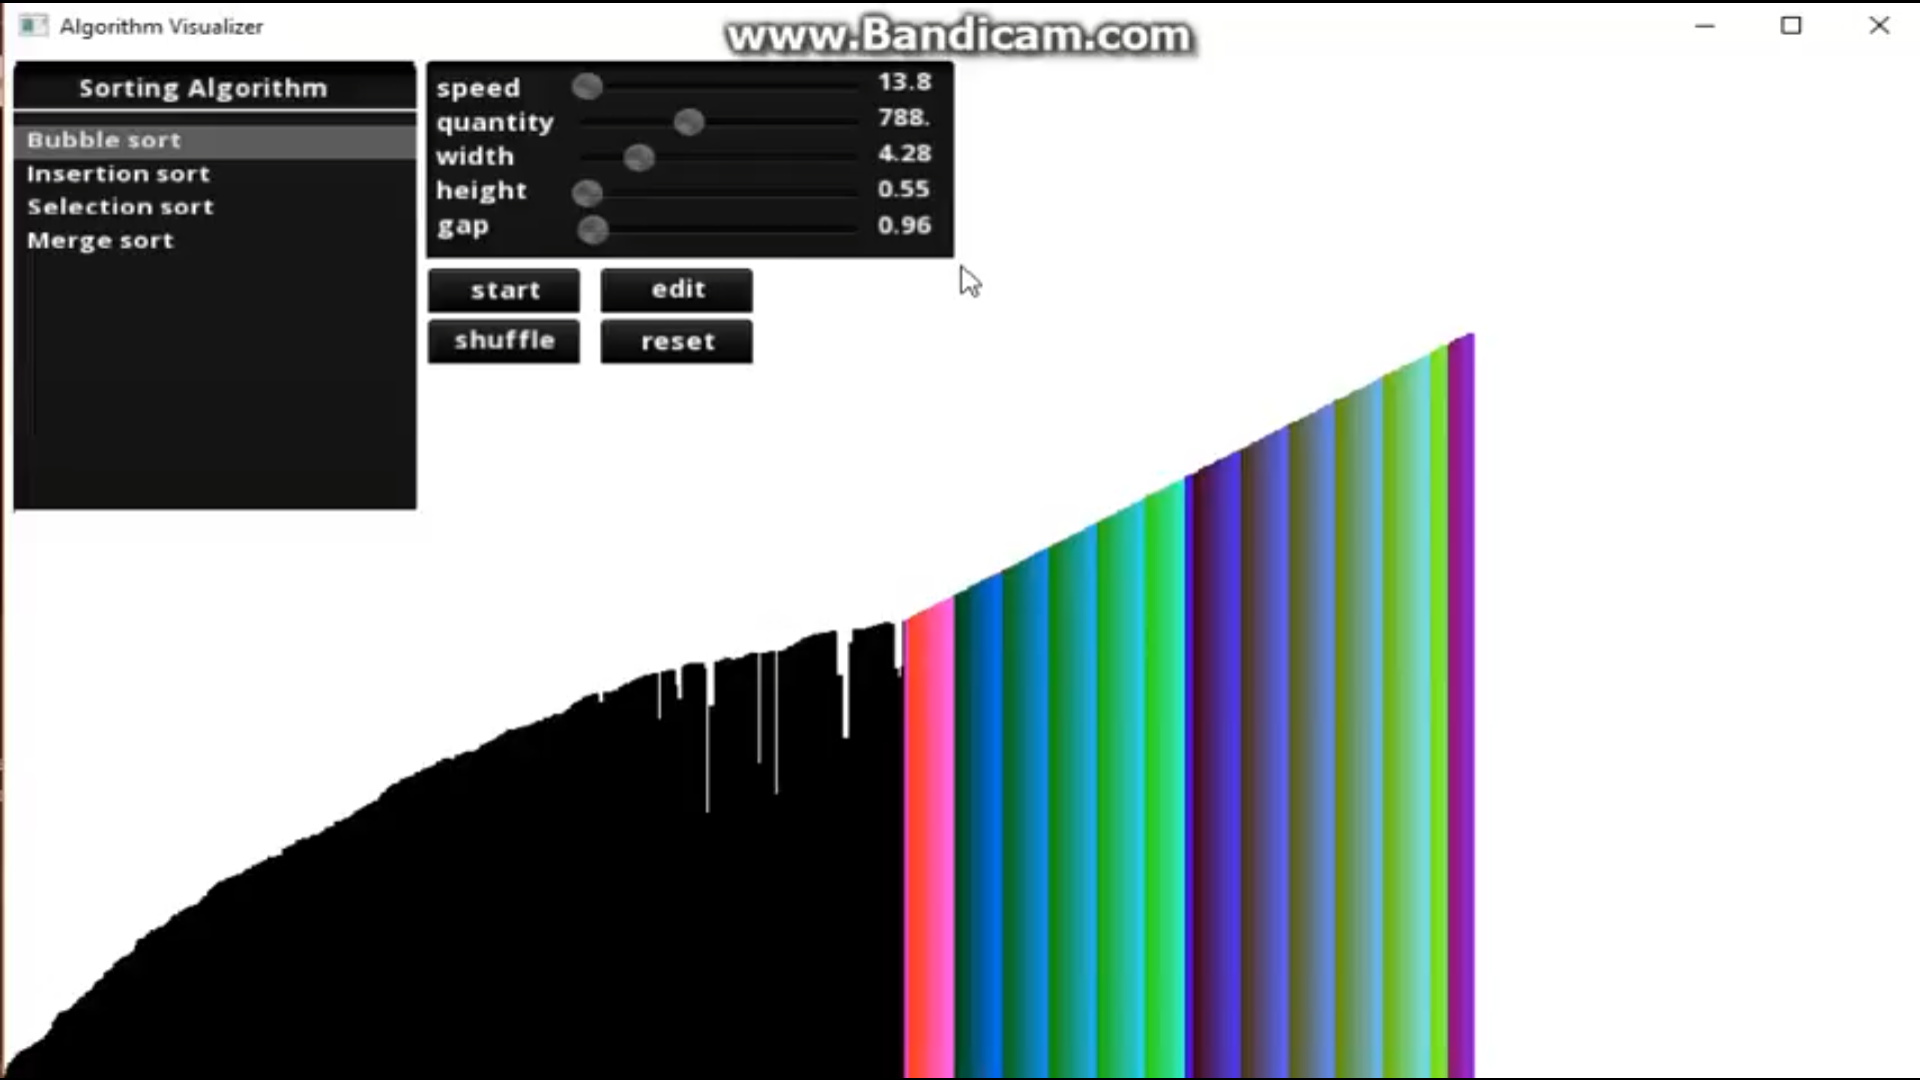 Algorithm Visualizer
www.Bandicam.com
Sorting Algorithm
Bubble sort
Insertion sort
Selection sort
Merge sort
speed 13.8
quantity 788.
width 4.28
height 0.55
gap 0.96
start edit
shuffle reset